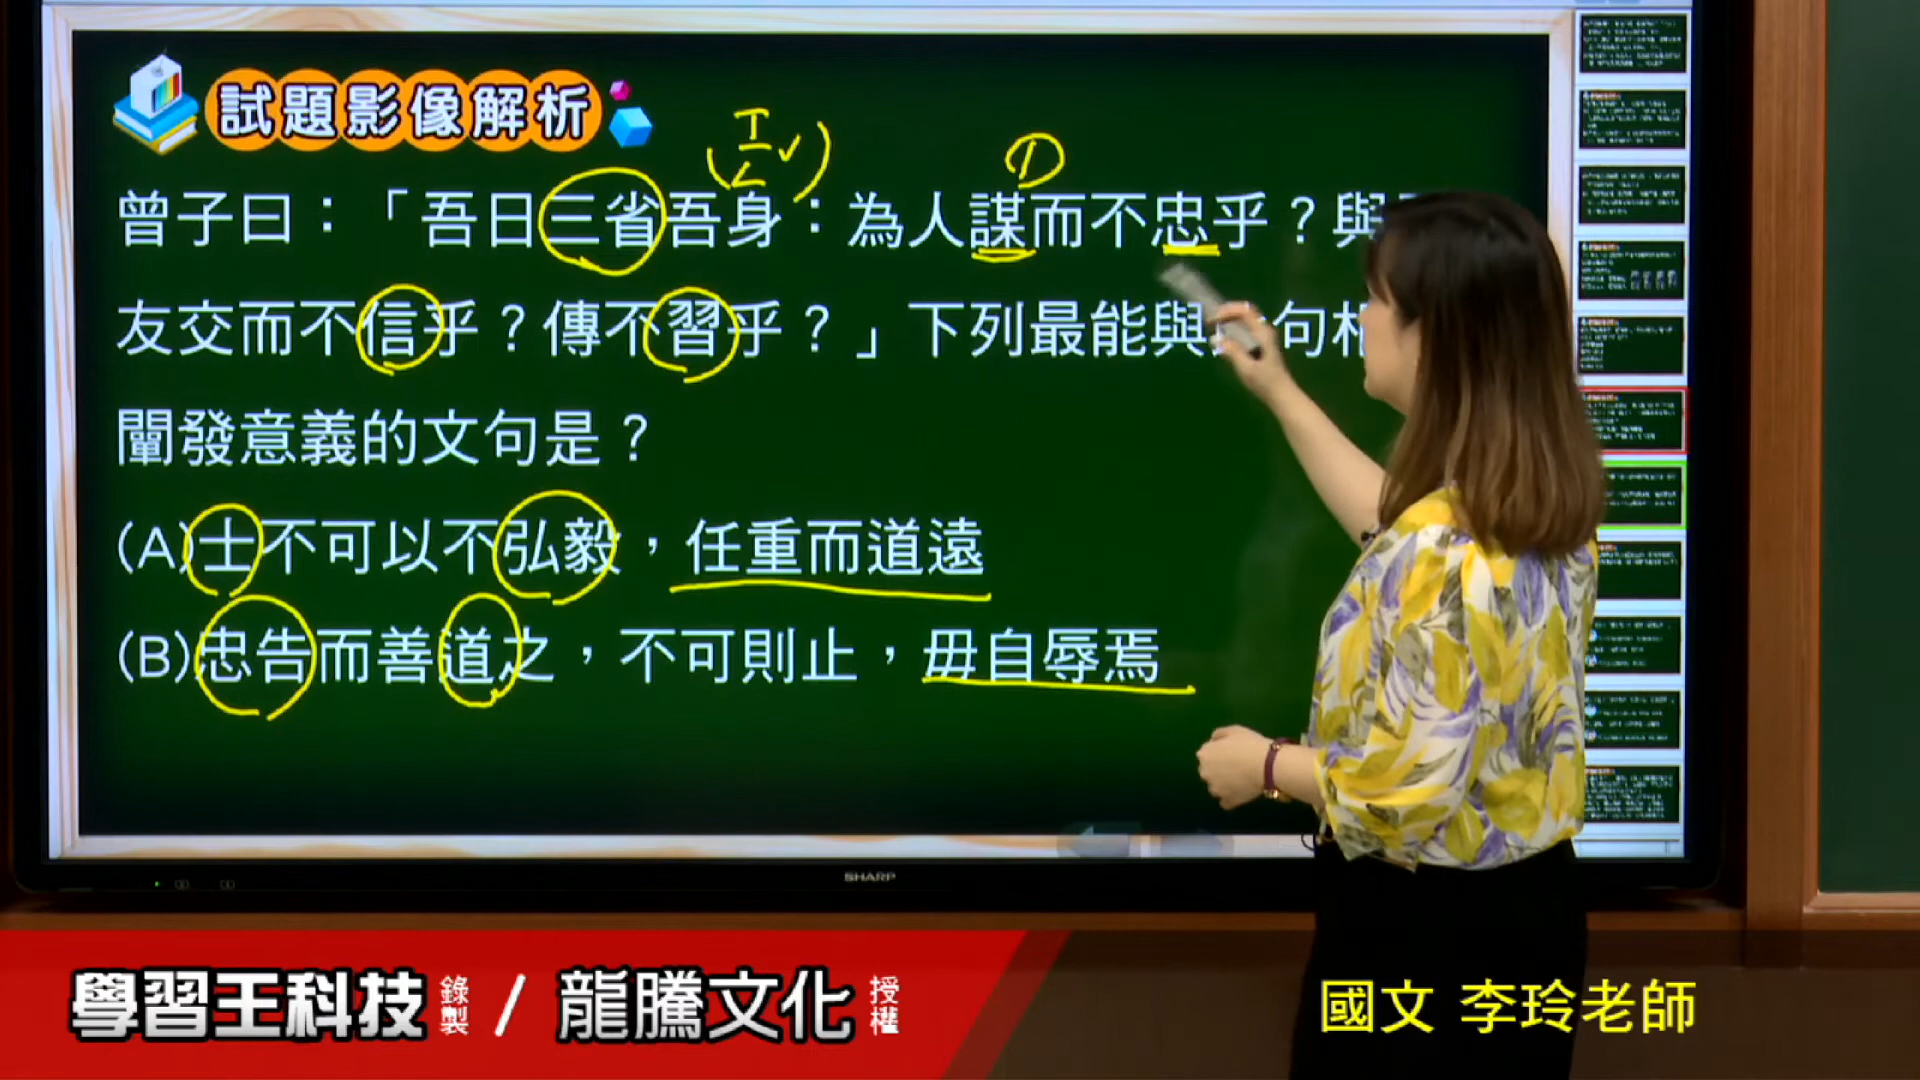 試題影像解析
工
ㄥˇ
D
曾子曰：「吾日三省吾身：為人謀而不忠乎？與
友交而不信乎？傳不習乎？」下列最能與 句相
闡發意義的文句是？
(A)士不可以不弘毅，任重而道遠
(B)忠告而善道之，不可則止，毋自辱焉
SHARP
學習王科技 錄製 / 龍騰文化 授權
國文 李玲老師